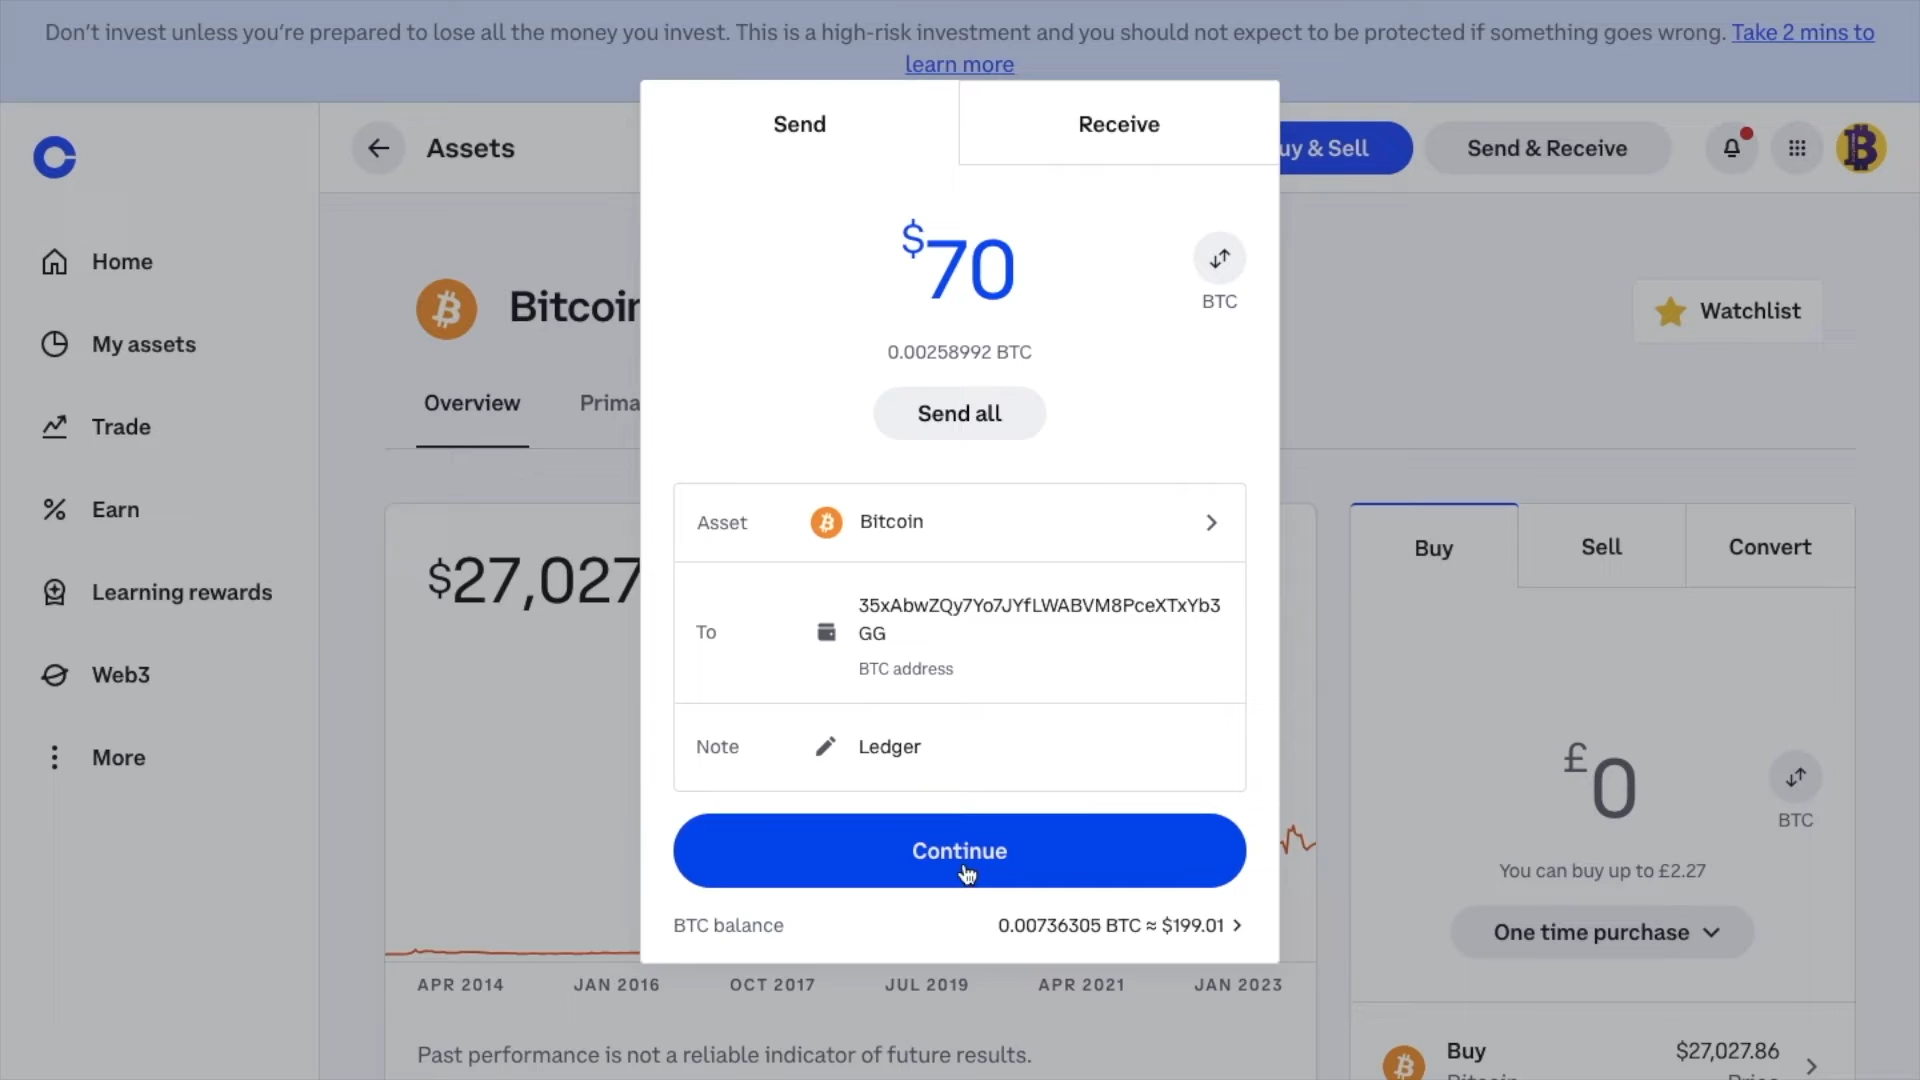 Don't invest unless you're prepared to lose all the money you invest. This is a high-risk investment and you should not expect to be protected if something goes wrong. Take 2 mins to
learn more
Assets
Send
Receive
uy & Sell
Send & Receive
Home
My assets
Trade
Earn
Learning rewards
Web3
More
Bitcoin
Watchlist
Overview
Prima
$70
BTC
0.00258992 BTC
Send all
Asset
Bitcoin
To
35xAbwZQy7Yo7JYfLWABVM8PceXTxYb3
GG
BTC address
Note
Ledger
Continue
BTC balance
0.00736305 BTC ≈ $199.01
$27,027
APR 2014
JAN 2016
OCT 2017
JUL 2019
APR 2021
JAN 2023
Past performance is not a reliable indicator of future results.
Buy
Sell
Convert
£0
BTC
You can buy up to £2.27
One time purchase
Buy
$27,027.86